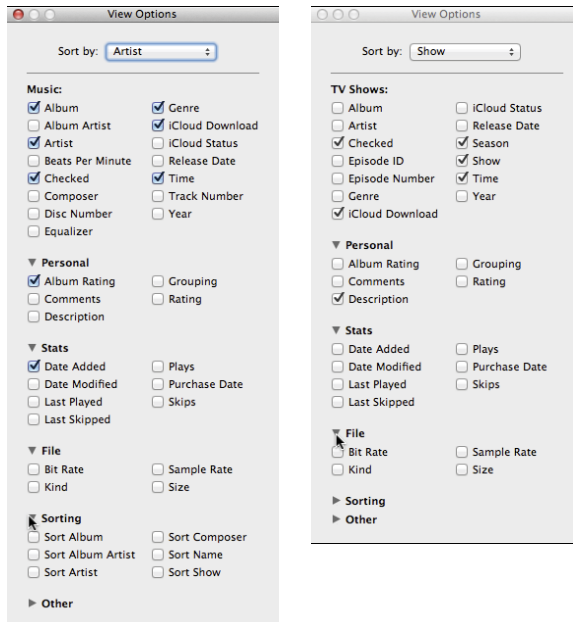 View Options
Sort by: Artist
Music:
Album Genre
Album Artist iCloud Download
Artist iCloud Status
Beats Per Minute Release Date
Checked Time
Composer Track Number
Disc Number Year
Equalizer
Personal
Album Rating Grouping
Comments Rating
Description
Stats
Date Added Plays
Date Modified Purchase Date
Last Played Skips
Last Skipped
File
Bit Rate Sample Rate
Kind Size
Sorting
Sort Album Sort Composer
Sort Album Artist Sort Name
Sort Artist Sort Show
Other
View Options
Sort by: Show
TV Shows:
Album iCloud Status
Artist Release Date
Checked Season
Episode ID Show
Episode Number Time
Genre Year
iCloud Download
Personal
Album Rating Grouping
Comments Rating
Description
Stats
Date Added Plays
Date Modified Purchase Date
Last Played Skips
Last Skipped
File
Bit Rate Sample Rate
Kind Size
Sorting
Other